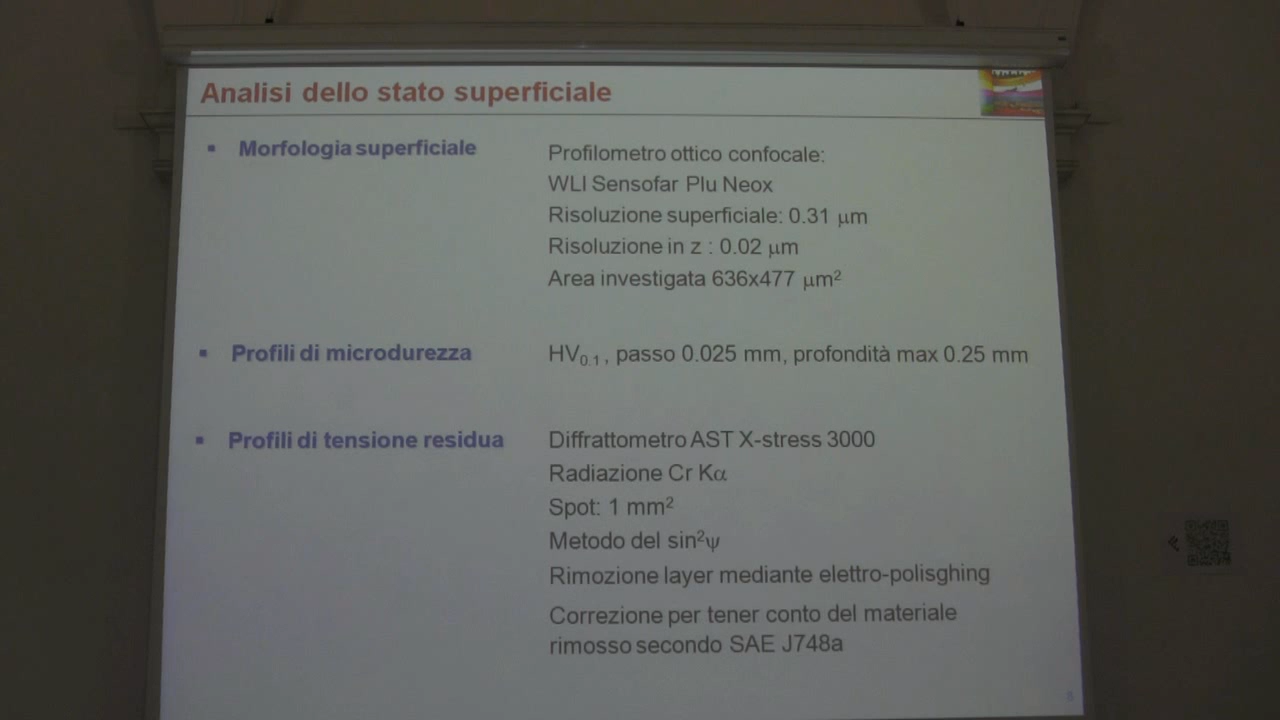 Analisi dello stato superficiale
▪ Morfologia superficiale
Profilometro ottico confocale:
WLI Sensofar Plu Neox
Risoluzione superficiale: 0.31 μm
Risoluzione in z : 0.02 μm
Area investigata 636x477 μm²
▪ Profili di microdurezza
HV₀.₁ , passo 0.025 mm, profondità max 0.25 mm
▪ Profili di tensione residua
Diffrattometro AST X-stress 3000
Radiazione Cr Kα
Spot: 1 mm²
Metodo del sin²ψ
Rimozione layer mediante elettro-polisghing
Correzione per tener conto del materiale
rimosso secondo SAE J748a